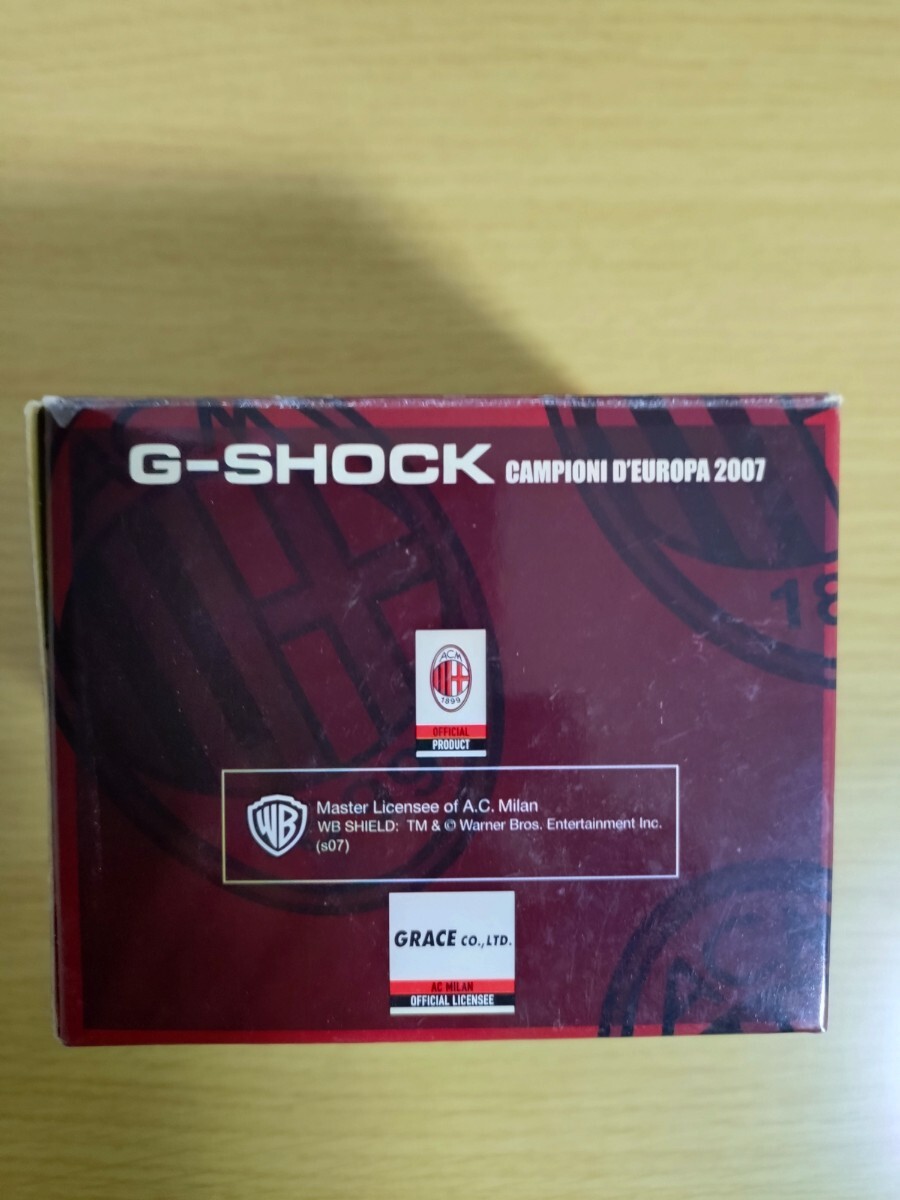 G-SHOCK CAMPIONI D'EUROPA 2007
ACM
1899
OFFICIAL
PRODUCT
WB
Master Licensee of A.C. Milan
WB SHIELD: TM & © Warner Bros. Entertainment Inc.
(s07)
GRACE CO.,LTD.
AC MILAN
OFFICIAL LICENSEE